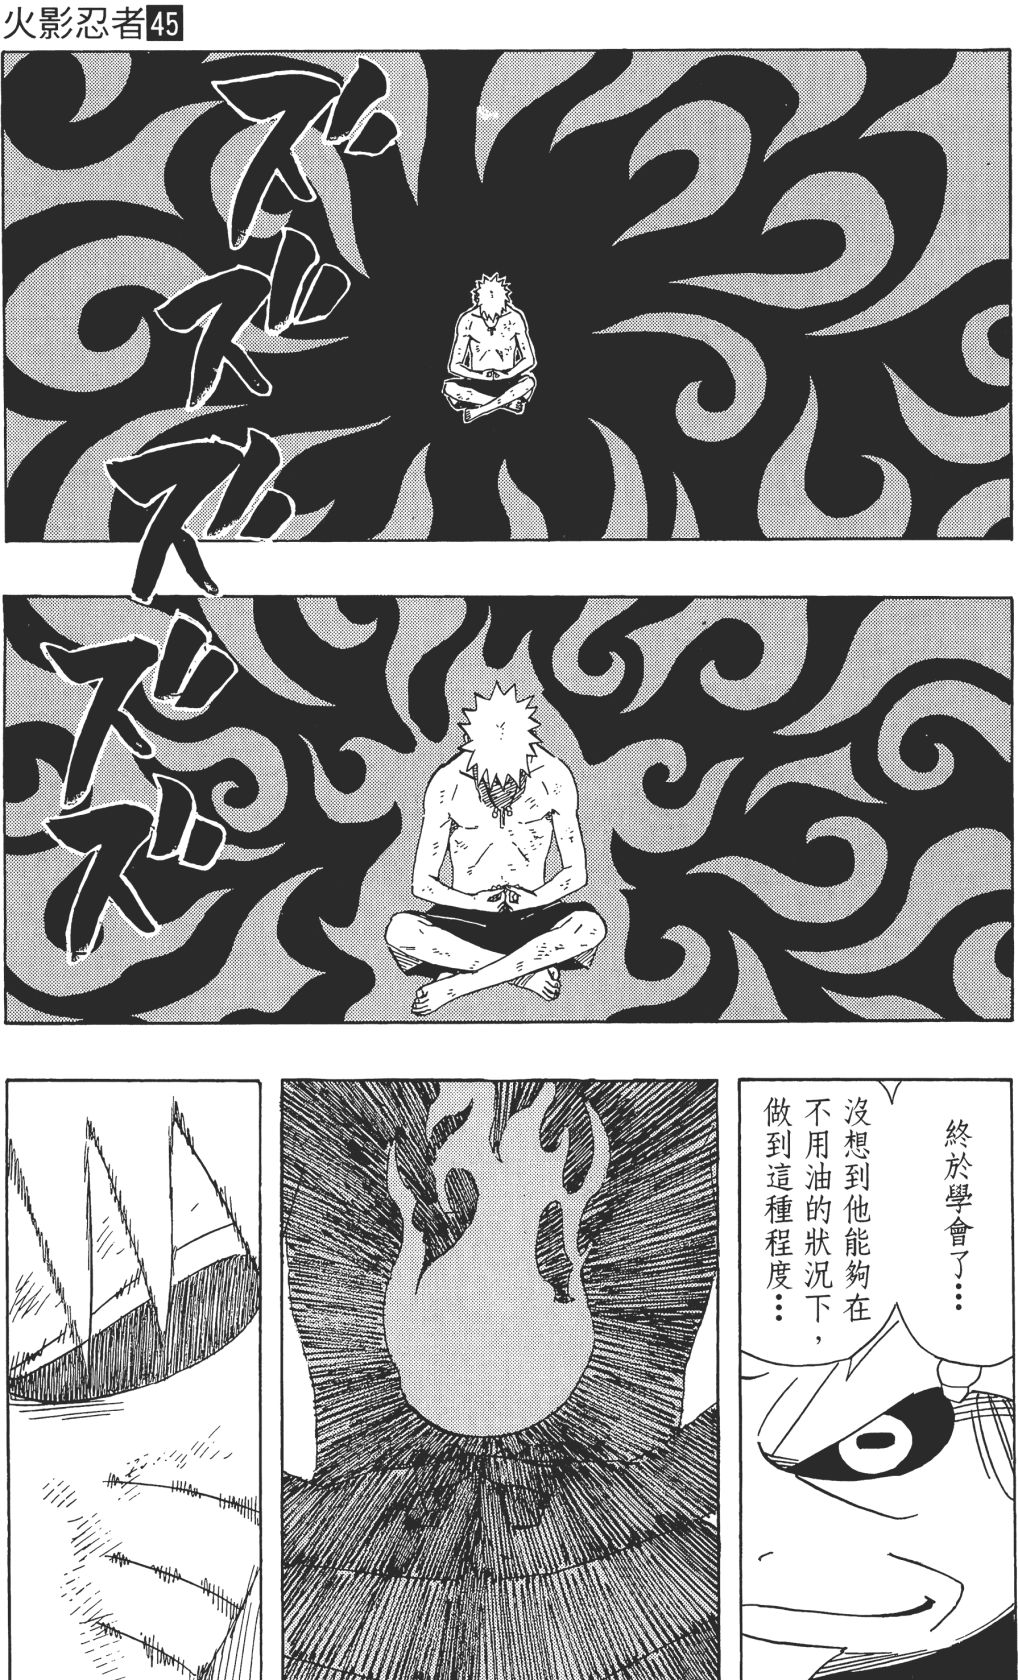 火影忍者45
ズズ
ズ
ズズ
終於學會了…
沒想到他能夠在
不用油的狀況下，
做到這種程度…